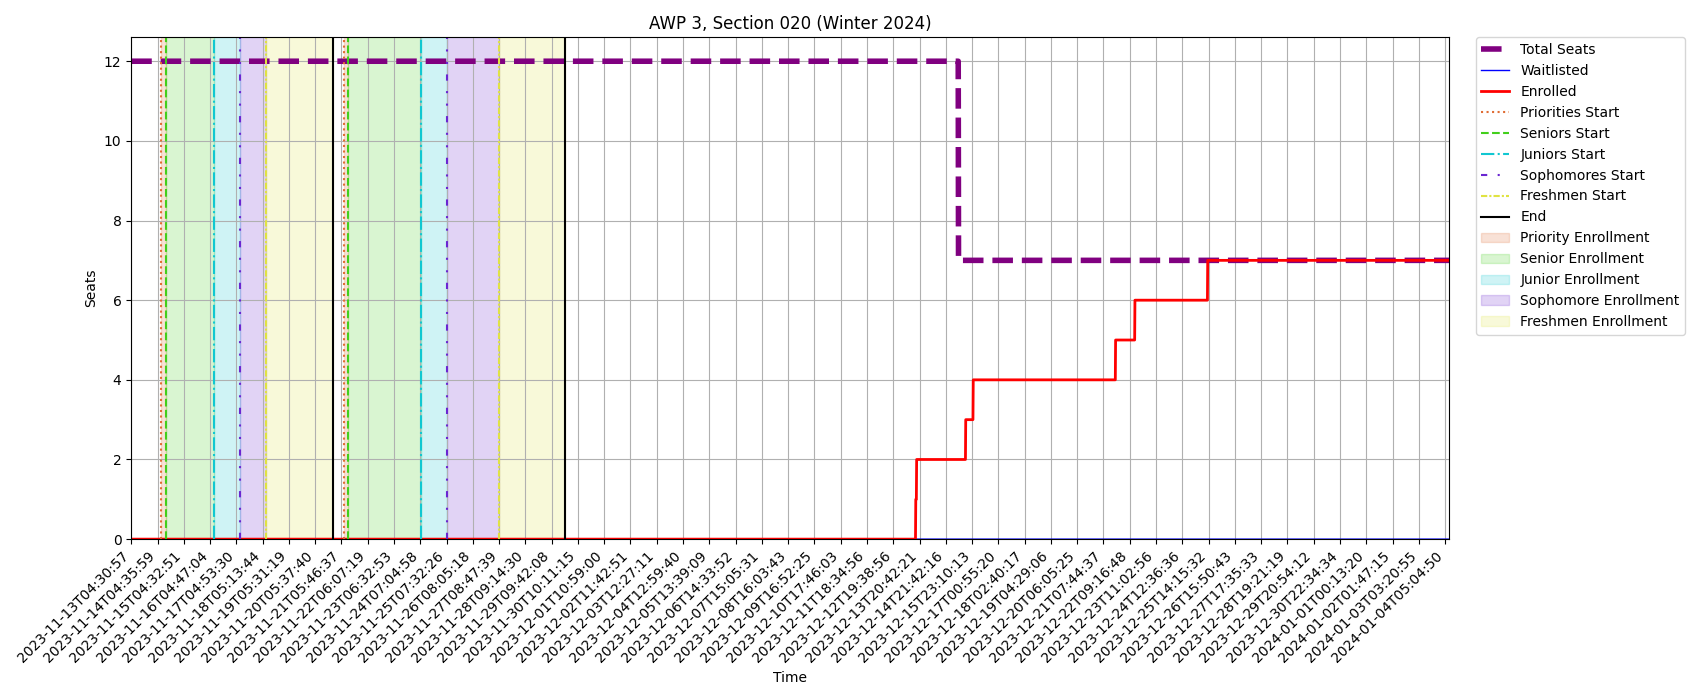 AWP 3, Section 020 (Winter 2024)
Seats
12
10
8
6
4
2
0
2023-11-13T04:30:57
2023-11-14T04:35:59
2023-11-15T04:32:51
2023-11-16T04:47:04
2023-11-17T04:53:30
2023-11-18T05:13:44
2023-11-19T05:31:19
2023-11-20T05:37:40
2023-11-21T05:46:37
2023-11-22T06:07:19
2023-11-23T06:32:53
2023-11-24T07:04:58
2023-11-25T07:32:26
2023-11-26T08:05:18
2023-11-27T08:47:39
2023-11-28T09:14:30
2023-11-29T09:42:08
2023-11-30T10:11:15
2023-12-01T10:59:00
2023-12-02T11:42:51
2023-12-03T12:27:11
2023-12-04T12:59:40
2023-12-05T13:39:09
2023-12-06T14:33:52
2023-12-07T15:05:31
2023-12-08T16:03:43
2023-12-09T16:52:25
2023-12-10T17:46:03
2023-12-11T18:34:56
2023-12-12T19:38:56
2023-12-13T20:42:21
2023-12-14T21:42:16
2023-12-15T23:10:13
2023-12-17T00:55:20
2023-12-18T02:40:17
2023-12-19T04:29:06
2023-12-20T06:05:25
2023-12-21T07:44:37
2023-12-22T09:16:48
2023-12-23T11:02:56
2023-12-24T12:36:36
2023-12-25T14:15:32
2023-12-26T15:50:43
2023-12-27T17:35:33
2023-12-28T19:21:19
2023-12-29T20:54:12
2023-12-30T22:34:34
2024-01-01T00:13:20
2024-01-02T01:47:15
2024-01-03T03:20:55
2024-01-04T05:04:50
Time
Total Seats
Waitlisted
Enrolled
Priorities Start
Seniors Start
Juniors Start
Sophomores Start
Freshmen Start
End
Priority Enrollment
Senior Enrollment
Junior Enrollment
Sophomore Enrollment
Freshmen Enrollment